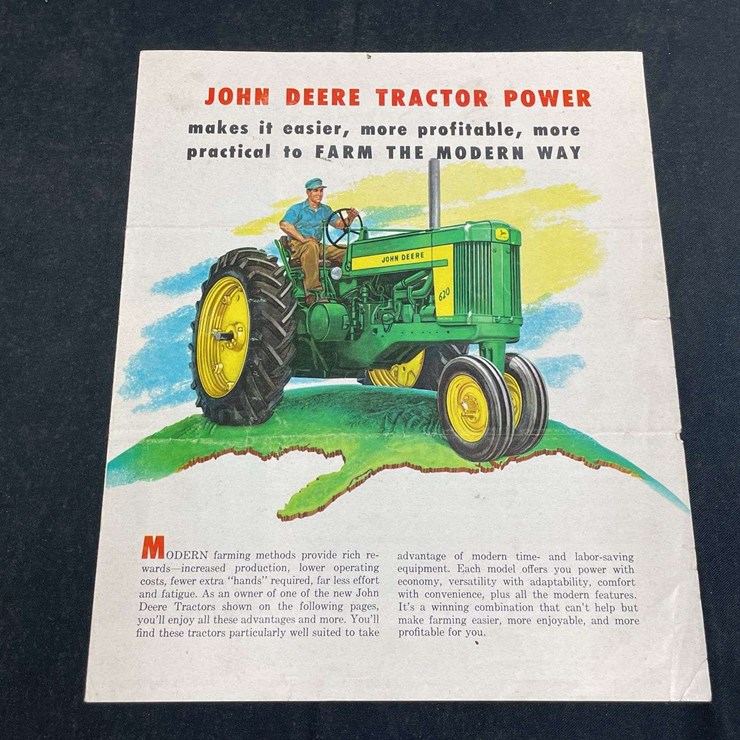 JOHN DEERE TRACTOR POWER
makes it easier, more profitable, more
practical to FARM THE MODERN WAY
JOHN DEERE
620
MODERN farming methods provide rich re-
wards—increased production, lower operating
costs, fewer extra "hands" required, far less effort
and fatigue. As an owner of one of the new John
Deere Tractors shown on the following pages,
you'll enjoy all these advantages and more. You'll
find these tractors particularly well suited to take
advantage of modern time- and labor-saving
equipment. Each model offers you power with
economy, versatility with adaptability, comfort
with convenience, plus all the modern features.
It's a winning combination that can't help but
make farming easier, more enjoyable, and more
profitable for you.